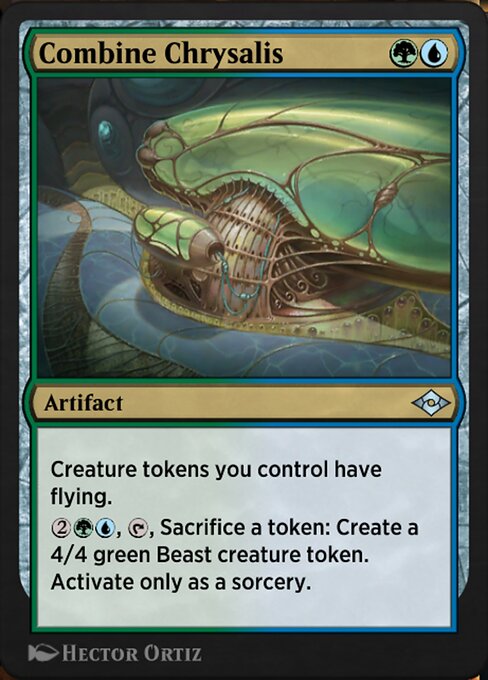 Combine Chrysalis
Artifact
Creature tokens you control have
flying.
2, , Sacrifice a token: Create a
4/4 green Beast creature token.
Activate only as a sorcery.
Hector Ortiz